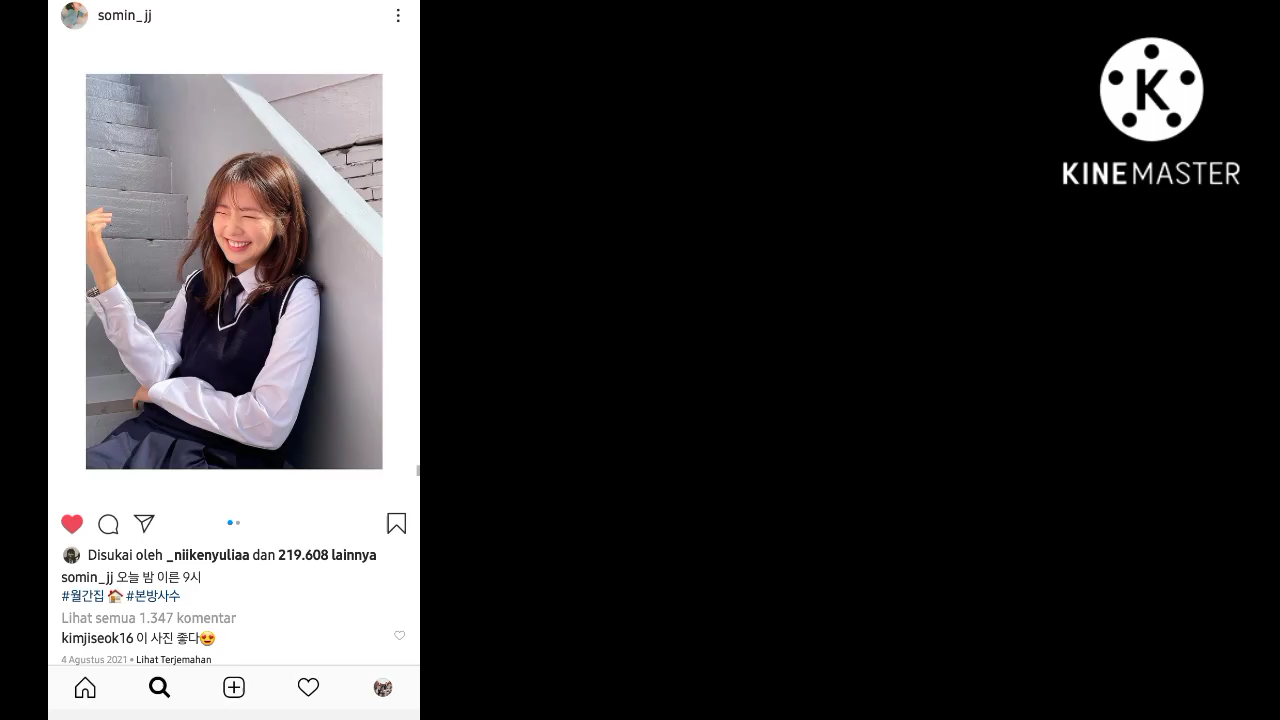 somin_jj
K
KINEMASTER
Disukai oleh _niikenyuliaa dan 219.608 lainnya
somin_jj 오늘 밤 이른 9시
#월간집 🏠 #본방사수
Lihat semua 1.347 komentar
kimjiseok16 이 사진 좋다😍
4 Agustus 2021 • Lihat Terjemahan